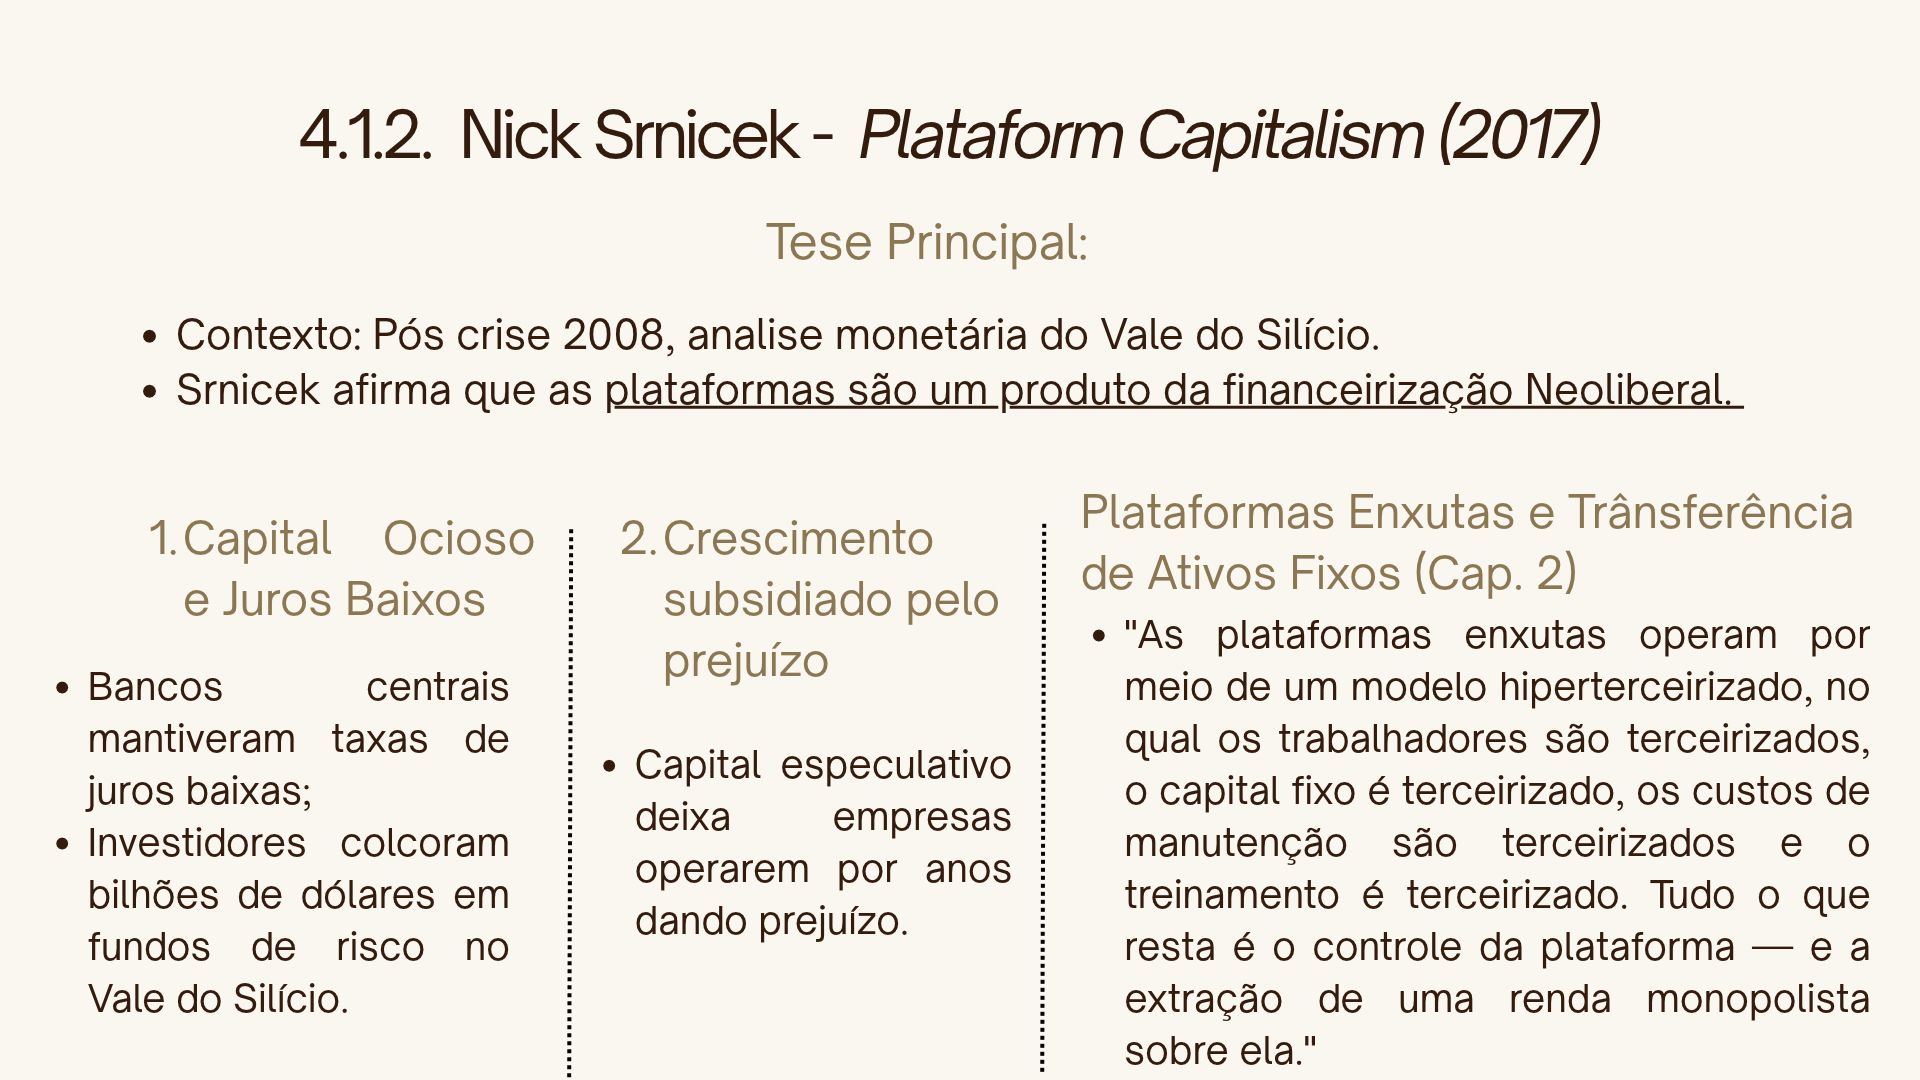 4.1.2. Nick Srnicek - Plataform Capitalism (2017)
Tese Principal:
• Contexto: Pós crise 2008, analise monetária do Vale do Silício.
• Srnicek afirma que as plataformas são um produto da financeirização Neoliberal.
1. Capital Ocioso
e Juros Baixos
• Bancos centrais
mantiveram taxas de
juros baixas;
• Investidores colcoram
bilhões de dólares em
fundos de risco no
Vale do Silício.
2. Crescimento
subsidiado pelo
prejuízo
• Capital especulativo
deixa empresas
operarem por anos
dando prejuízo.
Plataformas Enxutas e Trânsferência
de Ativos Fixos (Cap. 2)
• "As plataformas enxutas operam por
meio de um modelo hiperterceirizado, no
qual os trabalhadores são terceirizados,
o capital fixo é terceirizado, os custos de
manutenção são terceirizados e o
treinamento é terceirizado. Tudo o que
resta é o controle da plataforma — e a
extração de uma renda monopolista
sobre ela."